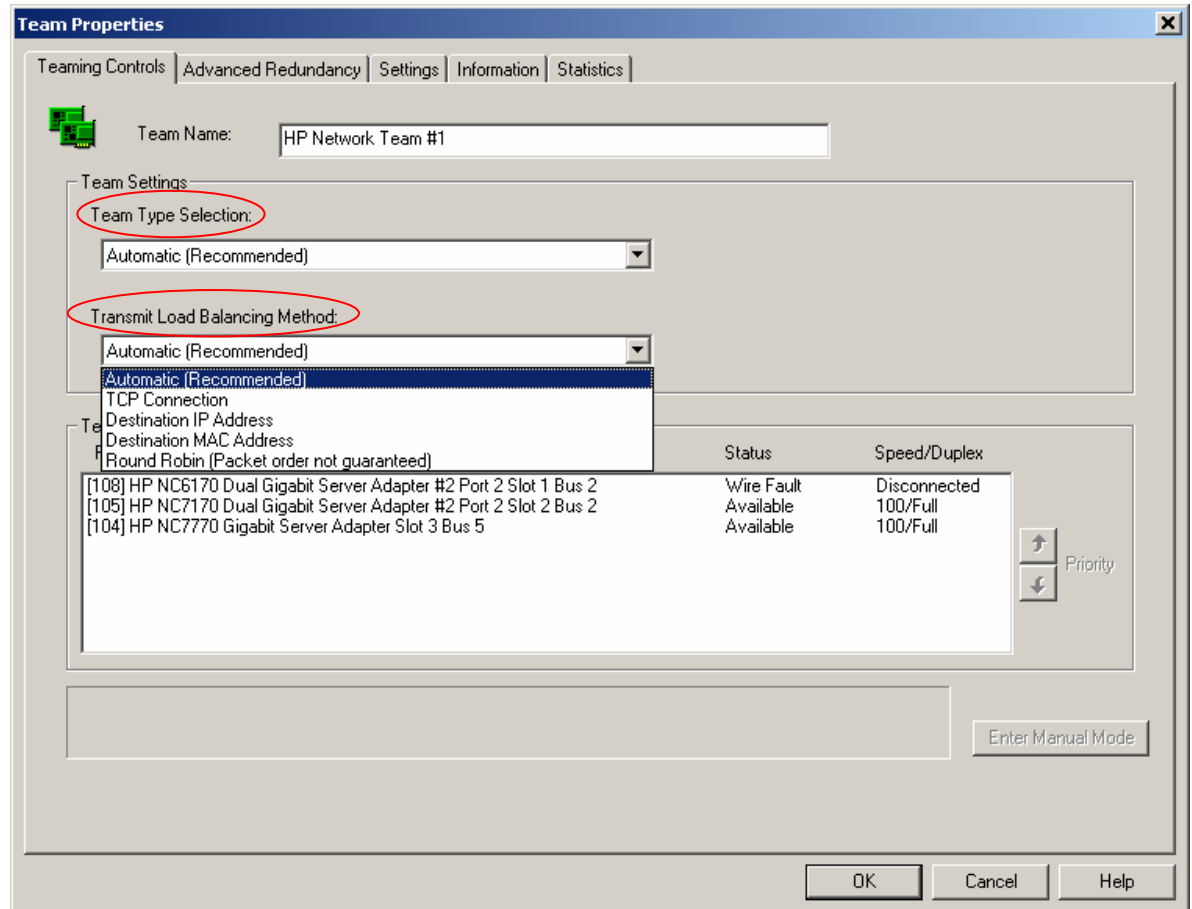 Team Properties
Teaming Controls Advanced Redundancy Settings Information Statistics
Team Name: HP Network Team #1
Team Settings
Team Type Selection:
Automatic (Recommended)
Transmit Load Balancing Method:
Automatic (Recommended)
Automatic (Recommended)
TCP Connection
Destination IP Address
Destination MAC Address
Round Robin (Packet order not guaranteed)
Status Speed/Duplex
[108] HP NC6170 Dual Gigabit Server Adapter #2 Port 2 Slot 1 Bus 2 Wire Fault Disconnected
[105] HP NC7170 Dual Gigabit Server Adapter #2 Port 2 Slot 2 Bus 2 Available 100/Full
[104] HP NC7770 Gigabit Server Adapter Slot 3 Bus 5 Available 100/Full
Priority
Enter Manual Mode
OK Cancel Help